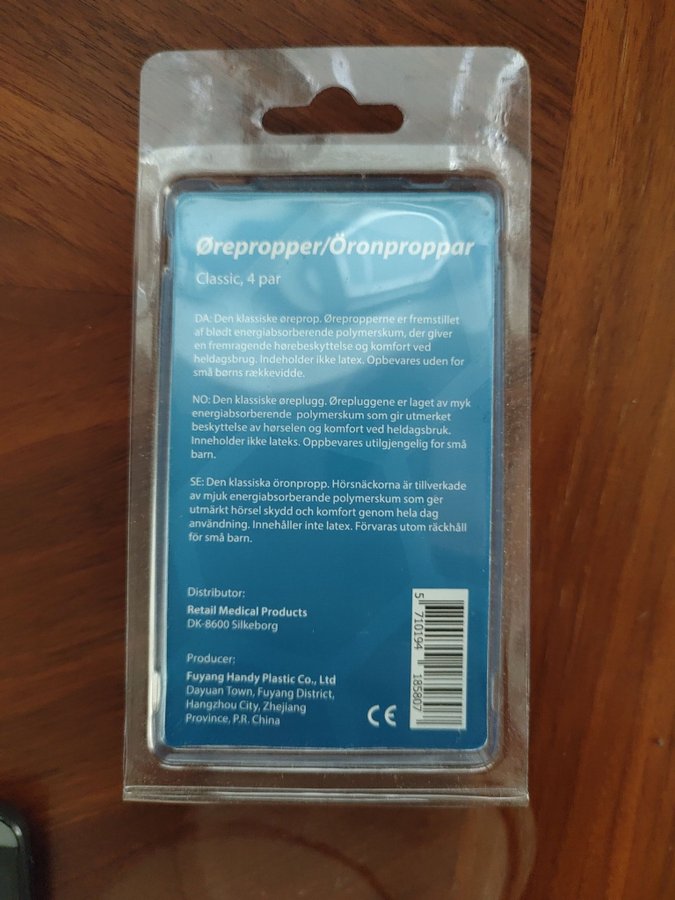 Ørepropper/Öronproppar
Classic, 4 par
DA: Den klassiske øreprop. Ørepropperne er fremstillet
af blødt energiabsorberende polymerskum, der giver
en fremragende hørebeskyttelse og komfort ved
heldagsbrug. Indeholder ikke latex. Opbevares uden for
små børns rækkevidde.
NO: Den klassiske øreplugg. Ørepluggene er laget av myk
energiabsorberende polymerskum som gir utmerket
beskyttelse av hørselen og komfort ved heldagsbruk.
Inneholder ikke lateks. Oppbevares utilgjengelig for små
barn.
SE: Den klassiska öronpropp. Hörsnäckorna är tillverkade
av mjuk energiabsorberande polymerskum som ger
utmärkt hörsel skydd och komfort genom hela dag
användning. Innehåller inte latex. Förvaras utom räckhåll
för små barn.
Distributor:
Retail Medical Products
DK-8600 Silkeborg
Producer:
Fuyang Handy Plastic Co., Ltd
Dayuan Town, Fuyang District,
Hangzhou City, Zhejiang
Province, P.R. China
CE
5 710194 185807